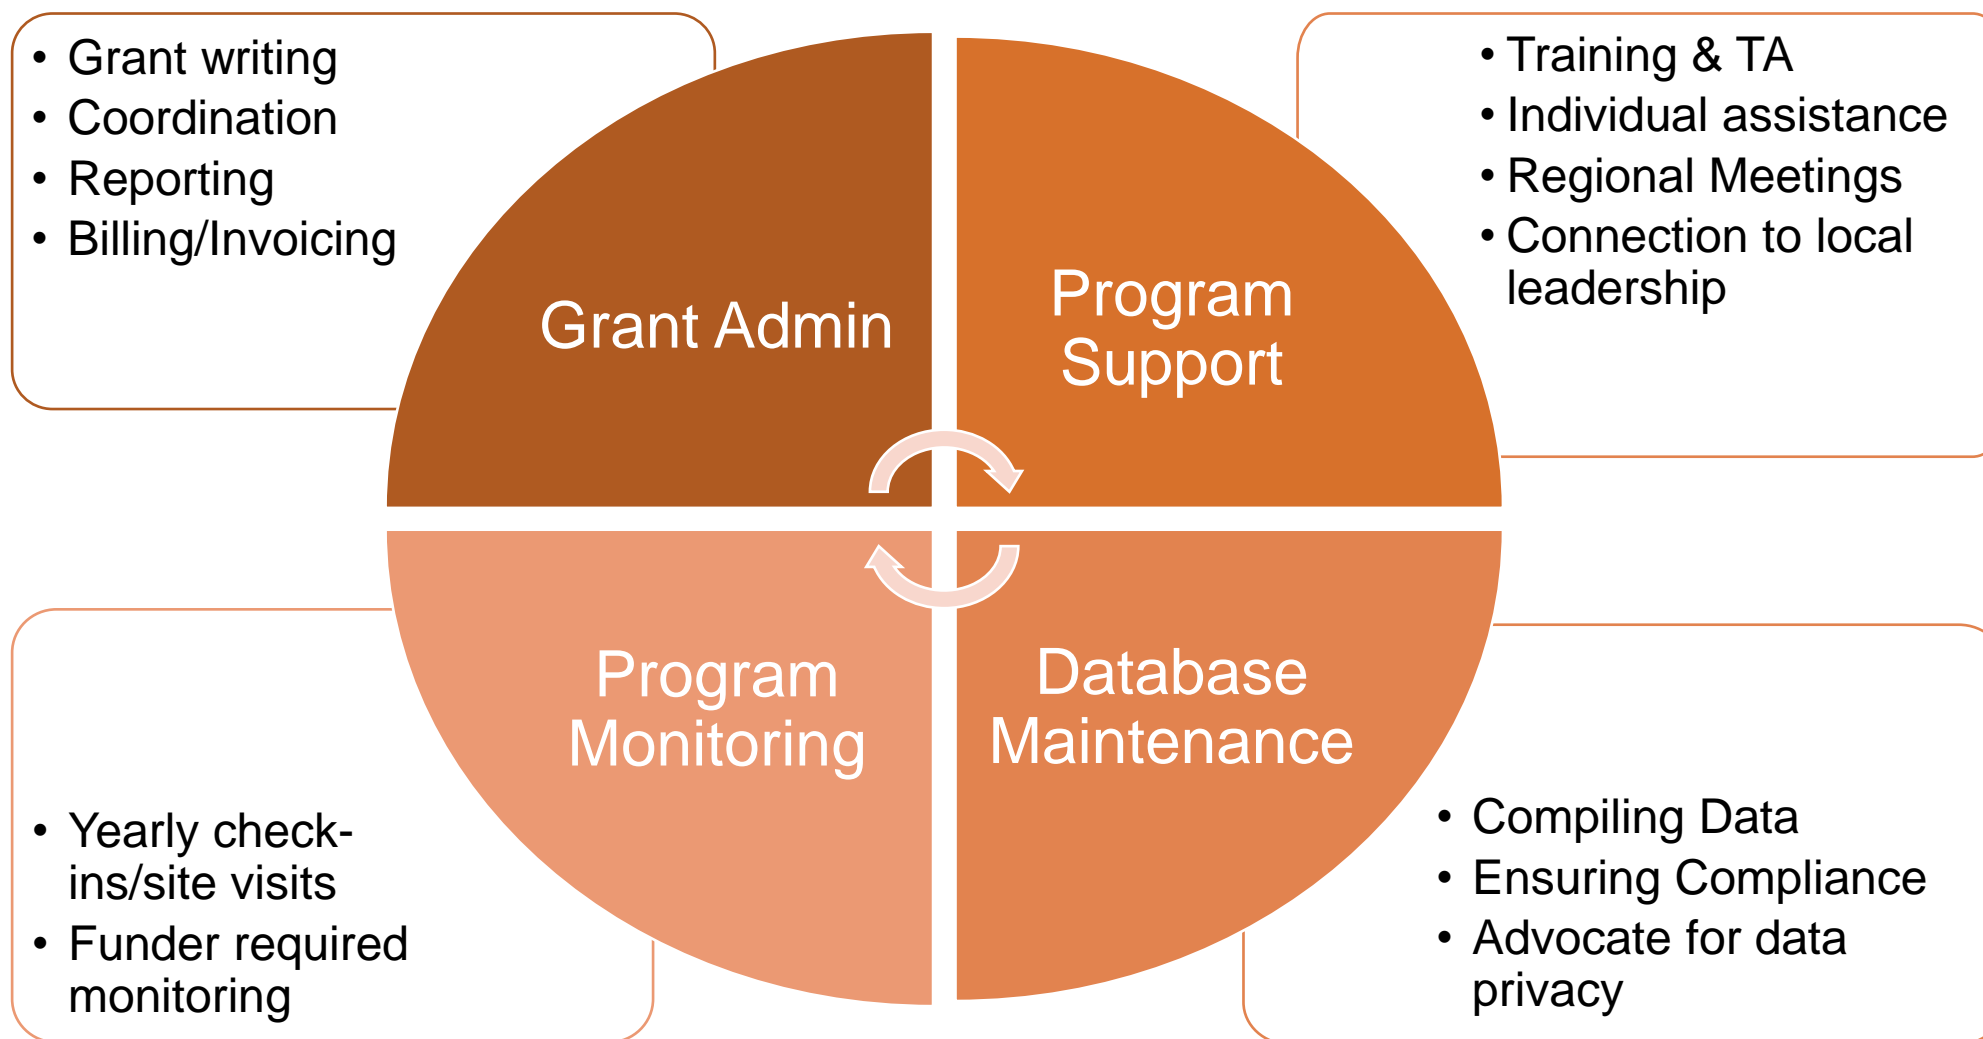 • Grant writing
• Coordination
• Reporting
• Billing/Invoicing
Grant Admin
Program
Support
• Training & TA
• Individual assistance
• Regional Meetings
• Connection to local
leadership
Program
Monitoring
• Yearly check-
ins/site visits
• Funder required
monitoring
Database
Maintenance
• Compiling Data
• Ensuring Compliance
• Advocate for data
privacy